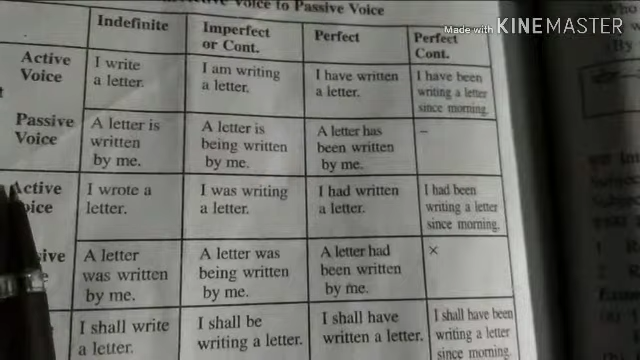 Voice to Passive Voice
Made with KINEMASTER
Indefinite
Imperfect
or Cont.
Perfect
Perfect
Cont.
Active
Voice
I write
a letter.
I am writing
a letter.
I have written
a letter.
I have been
writing a letter
since morning.
Passive
Voice
A letter is
written
by me.
A letter is
being written
by me.
A letter has
been written
by me.
–
Active
oice
I wrote a
letter.
I was writing
a letter.
I had written
a letter.
I had been
writing a letter
since morning.
ive
e
A letter
was written
by me.
A letter was
being written
by me.
A letter had
been written
by me.
×
I shall write
a letter.
I shall be
writing a letter.
I shall have
written a letter.
I shall have been
writing a letter
since morning.